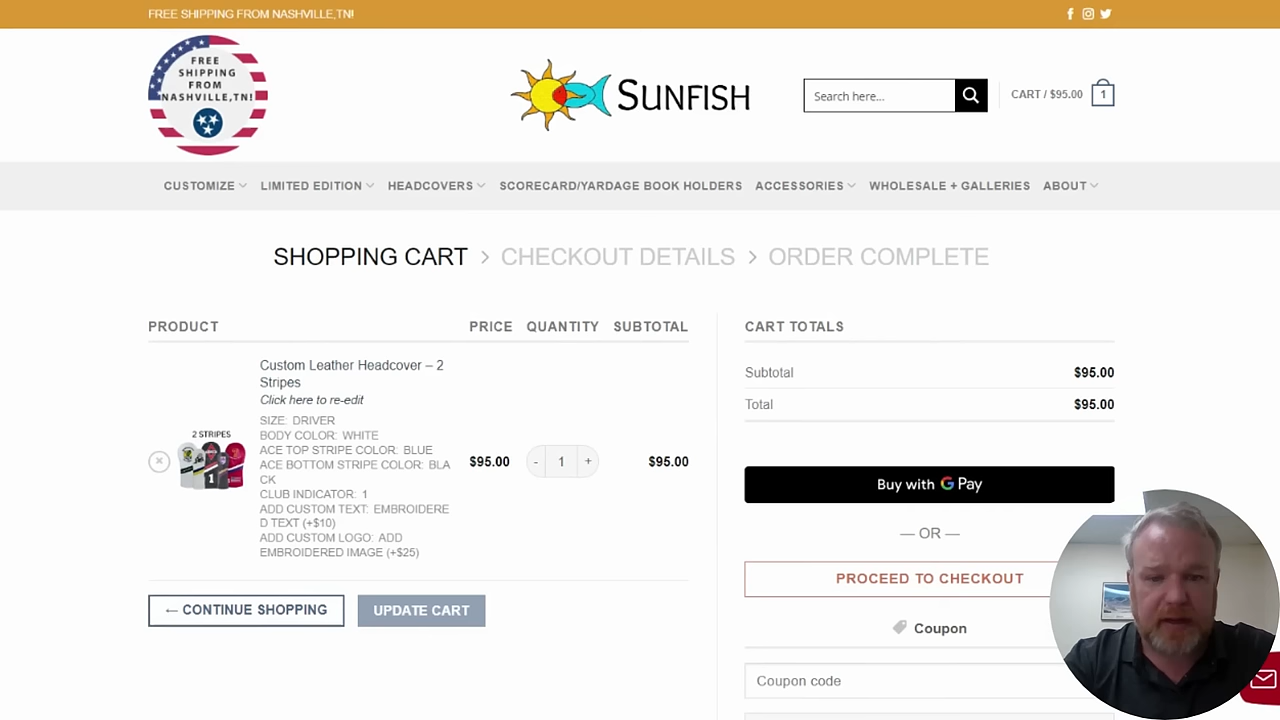 FREE SHIPPING FROM NASHVILLE,TN!
FREE
SHIPPING
FROM
NASHVILLE,TN!
SUNFISH
Search here...
CART / $95.00
1
CUSTOMIZE
LIMITED EDITION
HEADCOVERS
SCORECARD/YARDAGE BOOK HOLDERS
ACCESSORIES
WHOLESALE + GALLERIES
ABOUT
SHOPPING CART > CHECKOUT DETAILS > ORDER COMPLETE
PRODUCT
PRICE
QUANTITY
SUBTOTAL
2 STRIPES
1
Custom Leather Headcover – 2
Stripes
Click here to re-edit
SIZE: DRIVER
BODY COLOR: WHITE
ACE TOP STRIPE COLOR: BLUE
ACE BOTTOM STRIPE COLOR: BLA
CK
CLUB INDICATOR: 1
ADD CUSTOM TEXT: EMBROIDERE
D TEXT (+$10)
ADD CUSTOM LOGO: ADD
EMBROIDERED IMAGE (+$25)
$95.00
- 1 +
$95.00
← CONTINUE SHOPPING
UPDATE CART
CART TOTALS
Subtotal $95.00
Total $95.00
Buy with G Pay
— OR —
PROCEED TO CHECKOUT
Coupon
Coupon code